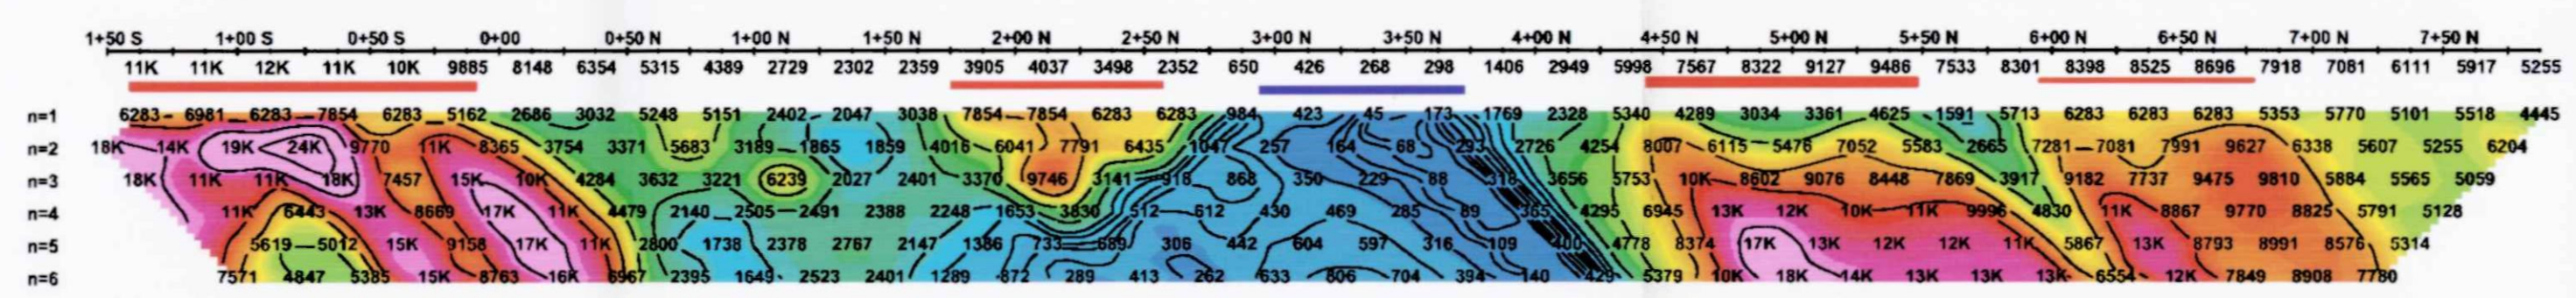 1+50 S 1+00 S 0+50 S 0+00 0+50 N 1+00 N 1+50 N 2+00 N 2+50 N 3+00 N 3+50 N 4+00 N 4+50 N 5+00 N 5+50 N 6+00 N 6+50 N 7+00 N 7+50 N
11K 11K 12K 11K 10K 9885 8148 6354 5315 4389 2729 2302 2359 3905 4037 3498 2352 650 426 268 298 1406 2949 5998 7567 8322 9127 9486 7533 8301 8398 8525 8696 7918 7081 6111 5917 5255
n=1 6283 6981 6283 7854 6283 5162 2686 3032 5248 5151 2402 2047 3038 7854 7854 6283 6283 984 423 45 173 1769 2328 5340 4289 3034 3361 4625 1591 5713 6283 6283 6283 5353 5770 5101 5518 4445
n=2 18K 14K 19K 24K 9770 11K 8365 3754 3371 5683 3189 1865 1859 4016 6041 7791 6435 1047 257 164 68 293 2726 4254 8007 6115 5476 7052 5583 2665 7281 7081 7991 9627 6338 5607 5255 6204
n=3 18K 11K 11K 18K 7457 15K 10K 4284 3632 3221 6239 2027 2401 3370 9746 3141 918 868 350 229 88 318 3656 5753 10K 8602 9076 8448 7869 3917 9182 7737 9475 9810 5884 5565 5059
n=4 11K 6443 13K 8669 17K 11K 4479 2140 2505 2491 2388 2248 1653 3830 512 612 430 469 285 89 365 4295 6945 13K 12K 10K 11K 9996 4830 11K 8867 9770 8825 5791 5128
n=5 5619 5012 15K 9158 17K 11K 2800 1738 2378 2767 2147 1386 733 689 306 442 604 597 316 109 400 4778 8374 17K 13K 12K 12K 11K 5867 13K 8793 8991 8576 5314
n=6 7571 4847 5385 15K 8763 16K 6967 2395 1649 2523 2401 1289 872 289 413 262 633 806 704 394 140 429 5379 10K 18K 14K 13K 13K 13K 6554 12K 7849 8908 7780